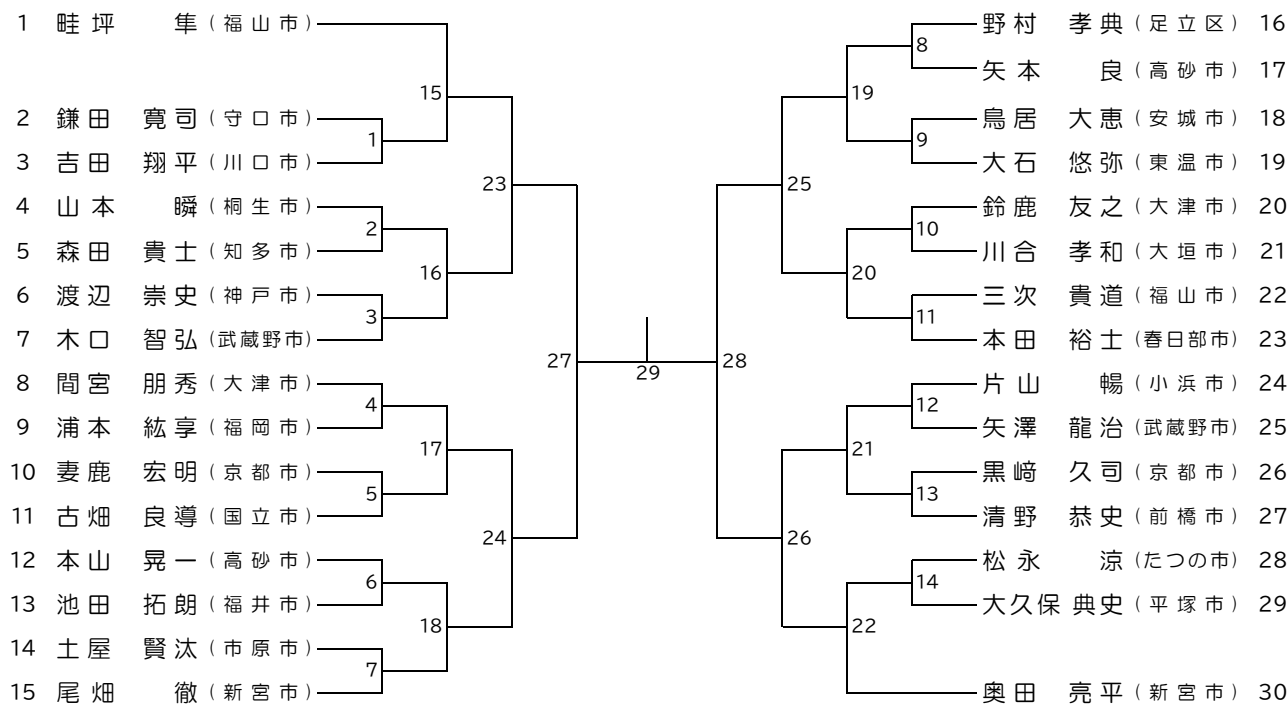 1 畦坪 隼 (福山市)
15
2 鎌田 寛司 (守口市)
1
3 吉田 翔平 (川口市)
23
4 山本 瞬 (桐生市)
2
5 森田 貴士 (知多市)
16
6 渡辺 崇史 (神戸市)
3
7 木口 智弘 (武蔵野市)
27
8 間宮 朋秀 (大津市)
4
9 浦本 紘享 (福岡市)
17
10 妻鹿 宏明 (京都市)
5
11 古畑 良導 (国立市)
24
12 本山 晃一 (高砂市)
6
13 池田 拓朗 (福井市)
18
14 土屋 賢汰 (市原市)
7
15 尾畑 徹 (新宮市)
29
野村 孝典 (足立区) 16
8
矢本 良 (高砂市) 17
19
鳥居 大恵 (安城市) 18
9
大石 悠弥 (東温市) 19
25
鈴鹿 友之 (大津市) 20
10
川合 孝和 (大垣市) 21
20
三次 貴道 (福山市) 22
11
本田 裕士 (春日部市) 23
28
片山 暢 (小浜市) 24
12
矢澤 龍治 (武蔵野市) 25
21
黒﨑 久司 (京都市) 26
13
清野 恭史 (前橋市) 27
26
松永 涼 (たつの市) 28
14
大久保 典史 (平塚市) 29
22
奥田 亮平 (新宮市) 30